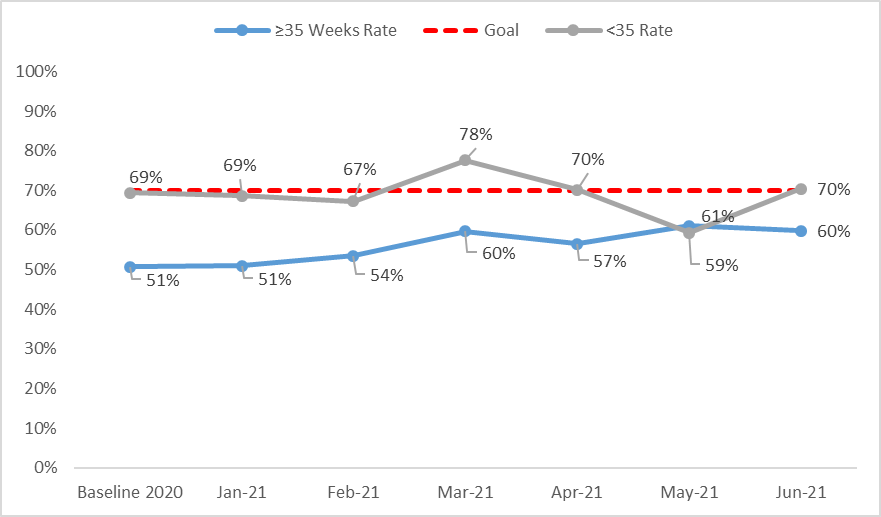 ≥35 Weeks Rate Goal <35 Rate
100%
90%
80%
70%
60%
50%
40%
30%
20%
10%
0%
69% 69% 67% 78% 70% 59% 70%
51% 51% 54% 60% 57% 61% 60%
Baseline 2020 Jan-21 Feb-21 Mar-21 Apr-21 May-21 Jun-21